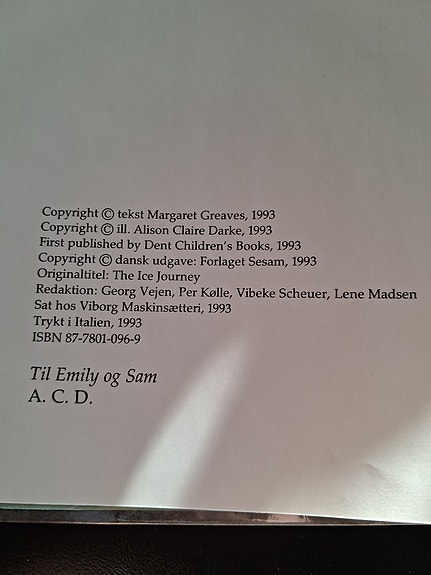 Copyright © tekst Margaret Greaves, 1993
Copyright © ill. Alison Claire Darke, 1993
First published by Dent Children's Books, 1993
Copyright © dansk udgave: Forlaget Sesam, 1993
Originaltitel: The Ice Journey
Redaktion: Georg Vejen, Per Kølle, Vibeke Scheuer, Lene Madsen
Sat hos Viborg Maskinsætteri, 1993
Trykt i Italien, 1993
ISBN 87-7801-096-9
Til Emily og Sam
A. C. D.